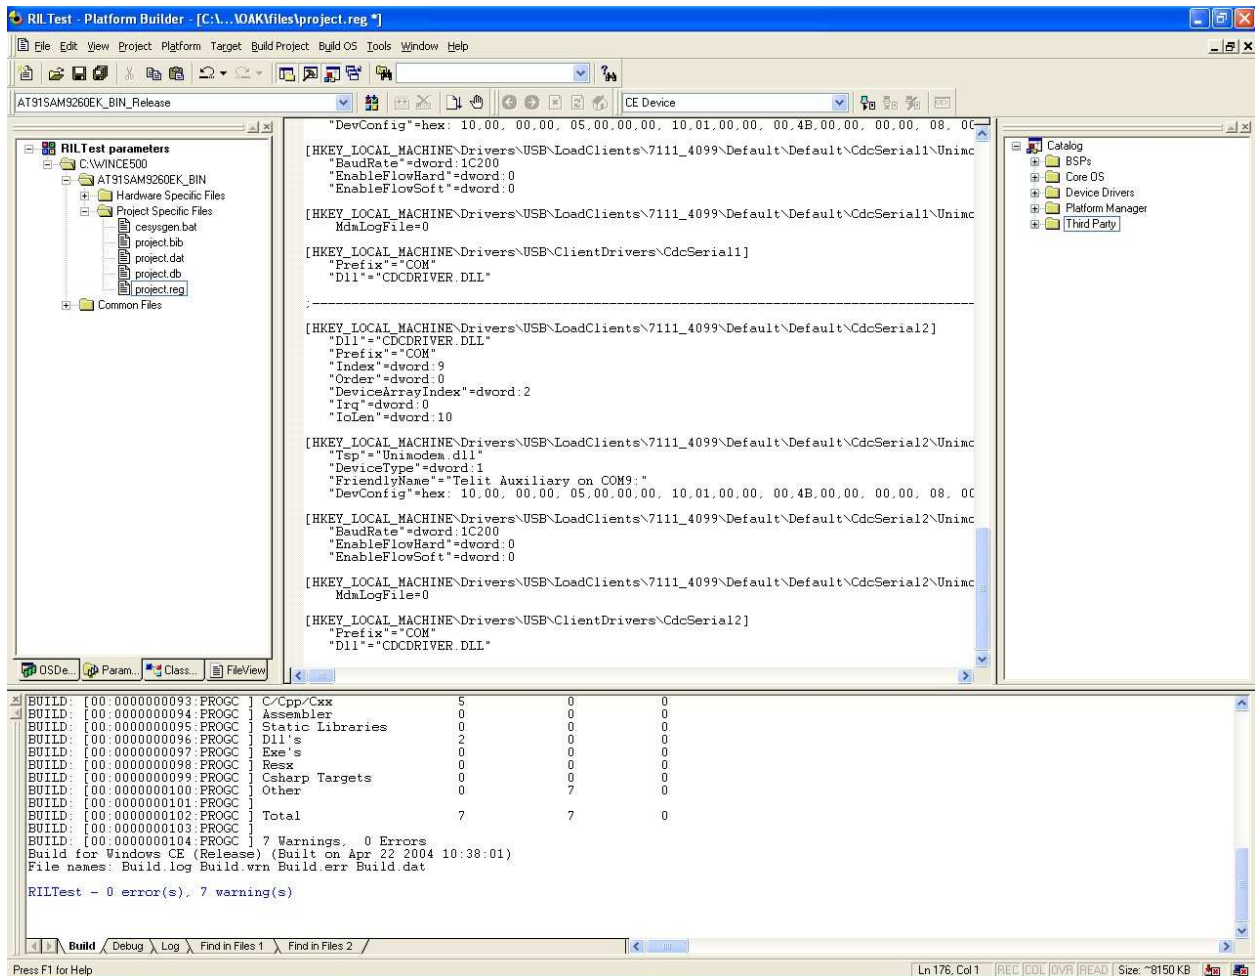 RILTest - Platform Builder - [C:\...\OAK\files\project.reg *]
File Edit View Project Platform Target Build Project Build OS Tools Window Help
AT91SAM9260EK_BIN_Release
CE Device
RILTest parameters
C:\WINCE500
AT91SAM9260EK_BIN
Hardware Specific Files
Project Specific Files
cesysgen.bat
project.bib
project.dat
project.db
project.reg
Common Files
OSDe... Param... Class... FileView
"DevConfig"=hex: 10,00, 00,00, 05,00,00,00, 10,01,00,00, 00,4B,00,00, 00,00, 08, 00
[HKEY_LOCAL_MACHINE\Drivers\USB\LoadClients\7111_4099\Default\Default\CdcSerial1\Unimo
"BaudRate"=dword:1C200
"EnableFlowHard"=dword:0
"EnableFlowSoft"=dword:0
[HKEY_LOCAL_MACHINE\Drivers\USB\LoadClients\7111_4099\Default\Default\CdcSerial1\Unimo
MdmLogFile=0
[HKEY_LOCAL_MACHINE\Drivers\USB\ClientDrivers\CdcSerial1]
"Prefix"="COM"
"Dll"="CDCDRIVER.DLL"
;------------------------------------------------------------------------------------
[HKEY_LOCAL_MACHINE\Drivers\USB\LoadClients\7111_4099\Default\Default\CdcSerial2]
"Dll"="CDCDRIVER.DLL"
"Prefix"="COM"
"Index"=dword:9
"Order"=dword:0
"DeviceArrayIndex"=dword:2
"Irq"=dword:0
"IoLen"=dword:10
[HKEY_LOCAL_MACHINE\Drivers\USB\LoadClients\7111_4099\Default\Default\CdcSerial2\Unimo
"Tsp"="Unimodem.dll"
"DeviceType"=dword:1
"FriendlyName"="Telit Auxiliary on COM9:"
"DevConfig"=hex: 10,00, 00,00, 05,00,00,00, 10,01,00,00, 00,4B,00,00, 00,00, 08, 00
[HKEY_LOCAL_MACHINE\Drivers\USB\LoadClients\7111_4099\Default\Default\CdcSerial2\Unimo
"BaudRate"=dword:1C200
"EnableFlowHard"=dword:0
"EnableFlowSoft"=dword:0
[HKEY_LOCAL_MACHINE\Drivers\USB\LoadClients\7111_4099\Default\Default\CdcSerial2\Unimo
MdmLogFile=0
[HKEY_LOCAL_MACHINE\Drivers\USB\ClientDrivers\CdcSerial2]
"Prefix"="COM"
"Dll"="CDCDRIVER.DLL"
Catalog
BSPs
Core OS
Device Drivers
Platform Manager
Third Party
BUILD: [00:0000000093:PROGC ] C/Cpp/Cxx 5 0 0
BUILD: [00:0000000094:PROGC ] Assembler 0 0 0
BUILD: [00:0000000095:PROGC ] Static Libraries 0 0 0
BUILD: [00:0000000096:PROGC ] Dll's 2 0 0
BUILD: [00:0000000097:PROGC ] Exe's 0 0 0
BUILD: [00:0000000098:PROGC ] Resx 0 0 0
BUILD: [00:0000000099:PROGC ] Csharp Targets 0 0 0
BUILD: [00:0000000100:PROGC ] Other 0 7 0
BUILD: [00:0000000101:PROGC ]
BUILD: [00:0000000102:PROGC ] Total 7 7 0
BUILD: [00:0000000103:PROGC ]
BUILD: [00:0000000104:PROGC ] 7 Warnings, 0 Errors
Build for Windows CE (Release) (Built on Apr 22 2004 10:38:01)
File names: Build.log Build.wrn Build.err Build.dat
RILTest - 0 error(s), 7 warning(s)
Build Debug Log Find in Files 1 Find in Files 2
Press F1 for Help
Ln 176, Col 1 REC COL OVR READ Size: ~8150 KB